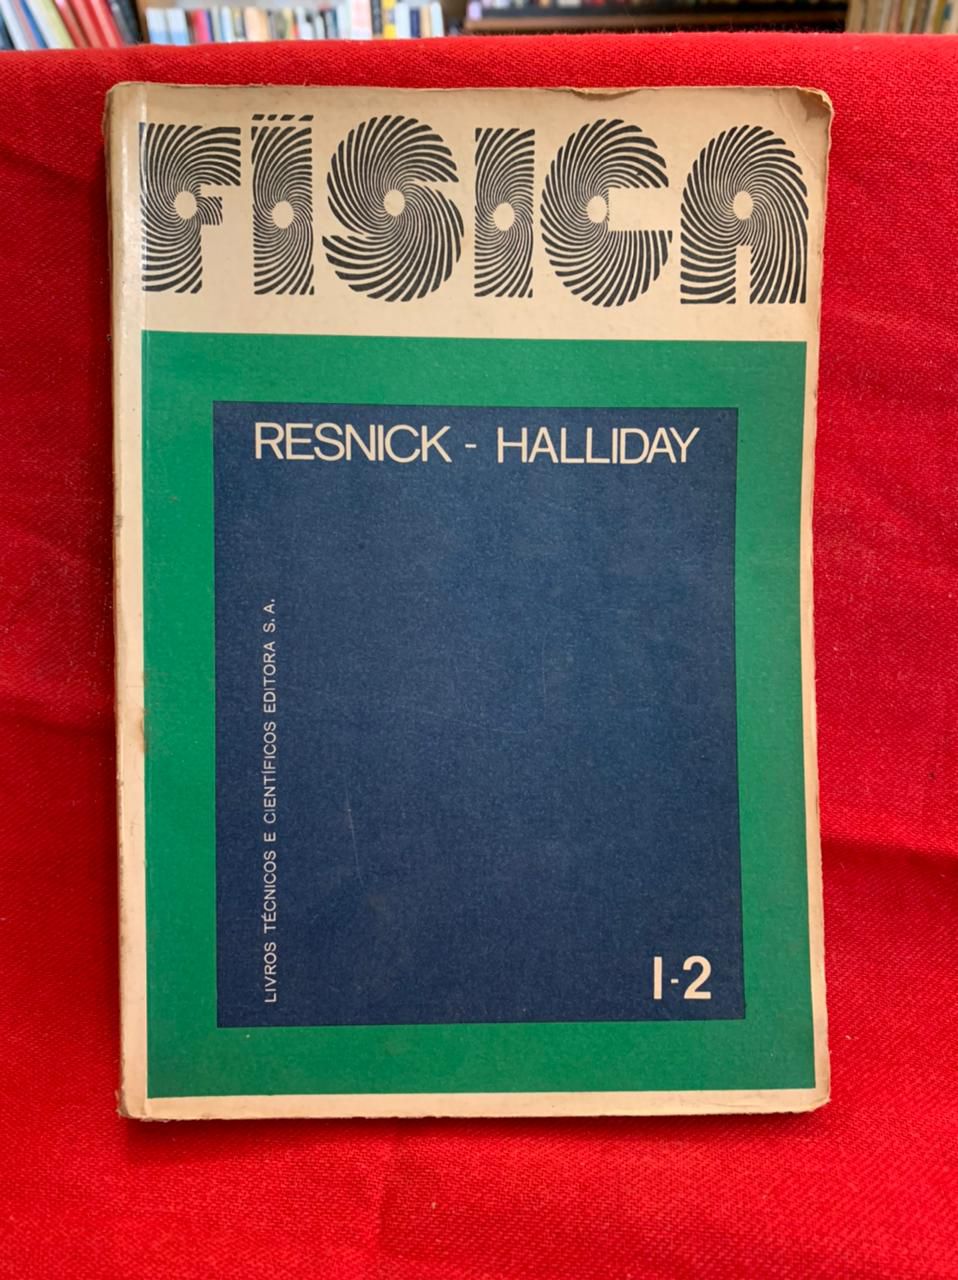 FÍSICA
RESNICK - HALLIDAY
LIVROS TÉCNICOS E CIENTÍFICOS EDITORA S.A.
I-2